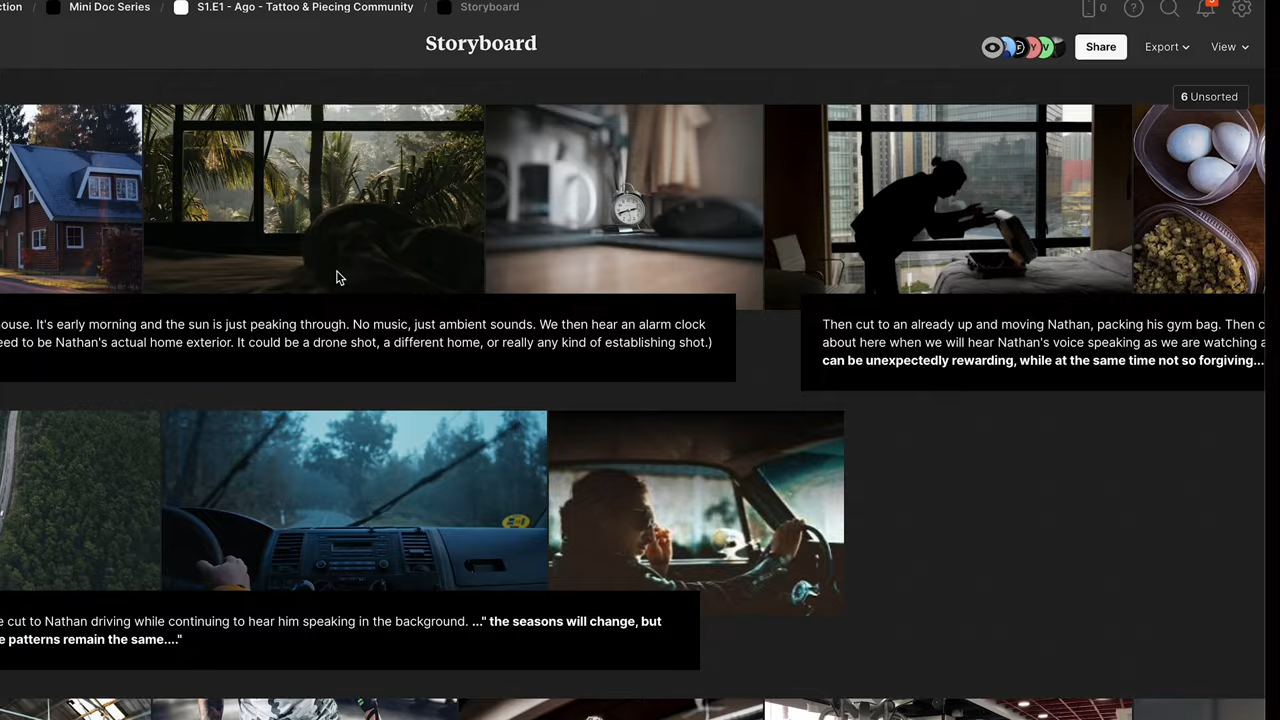 ction / Mini Doc Series / S1.E1 - Ago - Tattoo & Piecing Community / Storyboard
0
Storyboard
Share Export View
6 Unsorted
ouse. It's early morning and the sun is just peaking through. No music, just ambient sounds. We then hear an alarm clock
eed to be Nathan's actual home exterior. It could be a drone shot, a different home, or really any kind of establishing shot.)
Then cut to an already up and moving Nathan, packing his gym bag. Then c
about here when we will hear Nathan's voice speaking as we are watching a
can be unexpectedly rewarding, while at the same time not so forgiving...
e cut to Nathan driving while continuing to hear him speaking in the background. ..." the seasons will change, but
e patterns remain the same...."